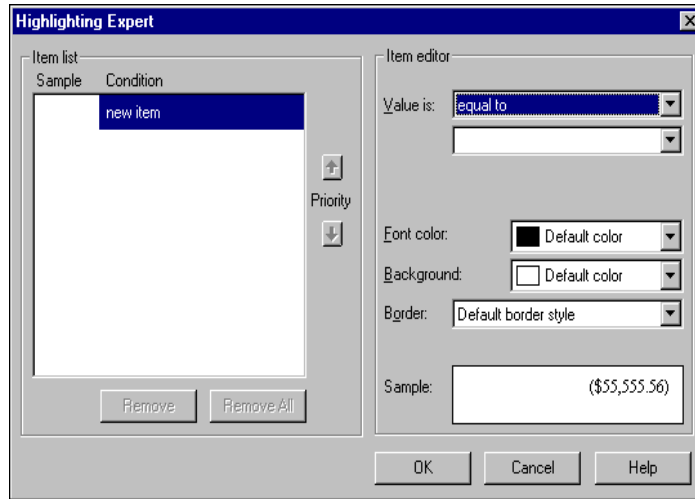 Highlighting Expert
Item list
Sample Condition
new item
Priority
Remove Remove All
Item editor
Value is: equal to
Font color: Default color
Background: Default color
Border: Default border style
Sample: ($55,555.56)
OK Cancel Help